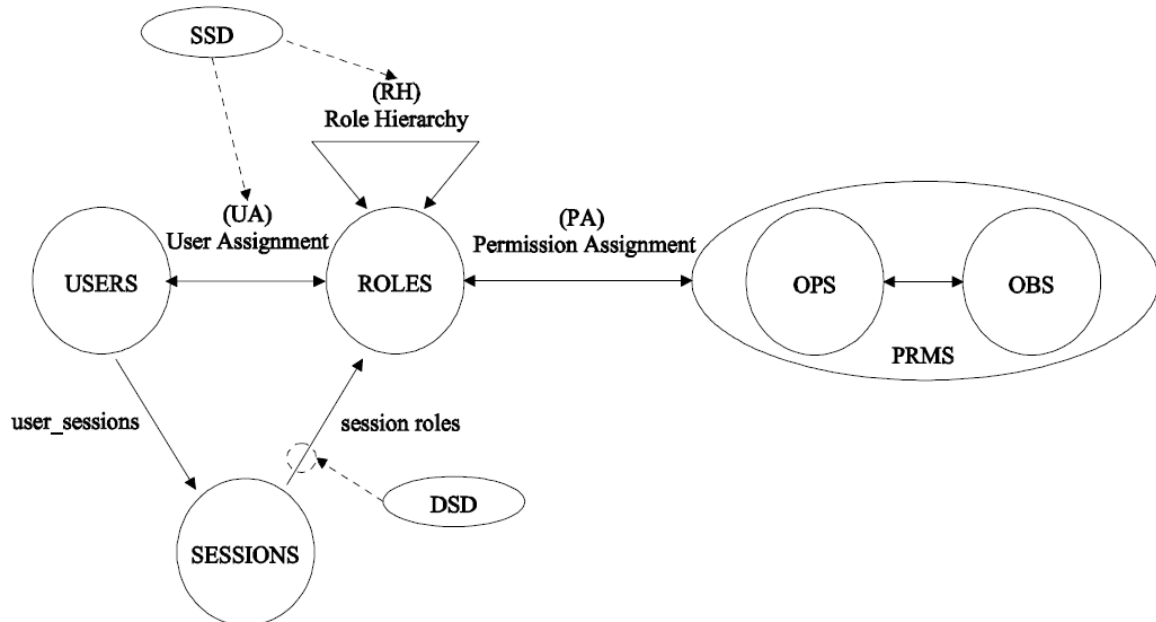 SSD
(RH)
Role Hierarchy
(UA)
User Assignment
(PA)
Permission Assignment
USERS
ROLES
OPS
OBS
PRMS
user_sessions
session roles
DSD
SESSIONS